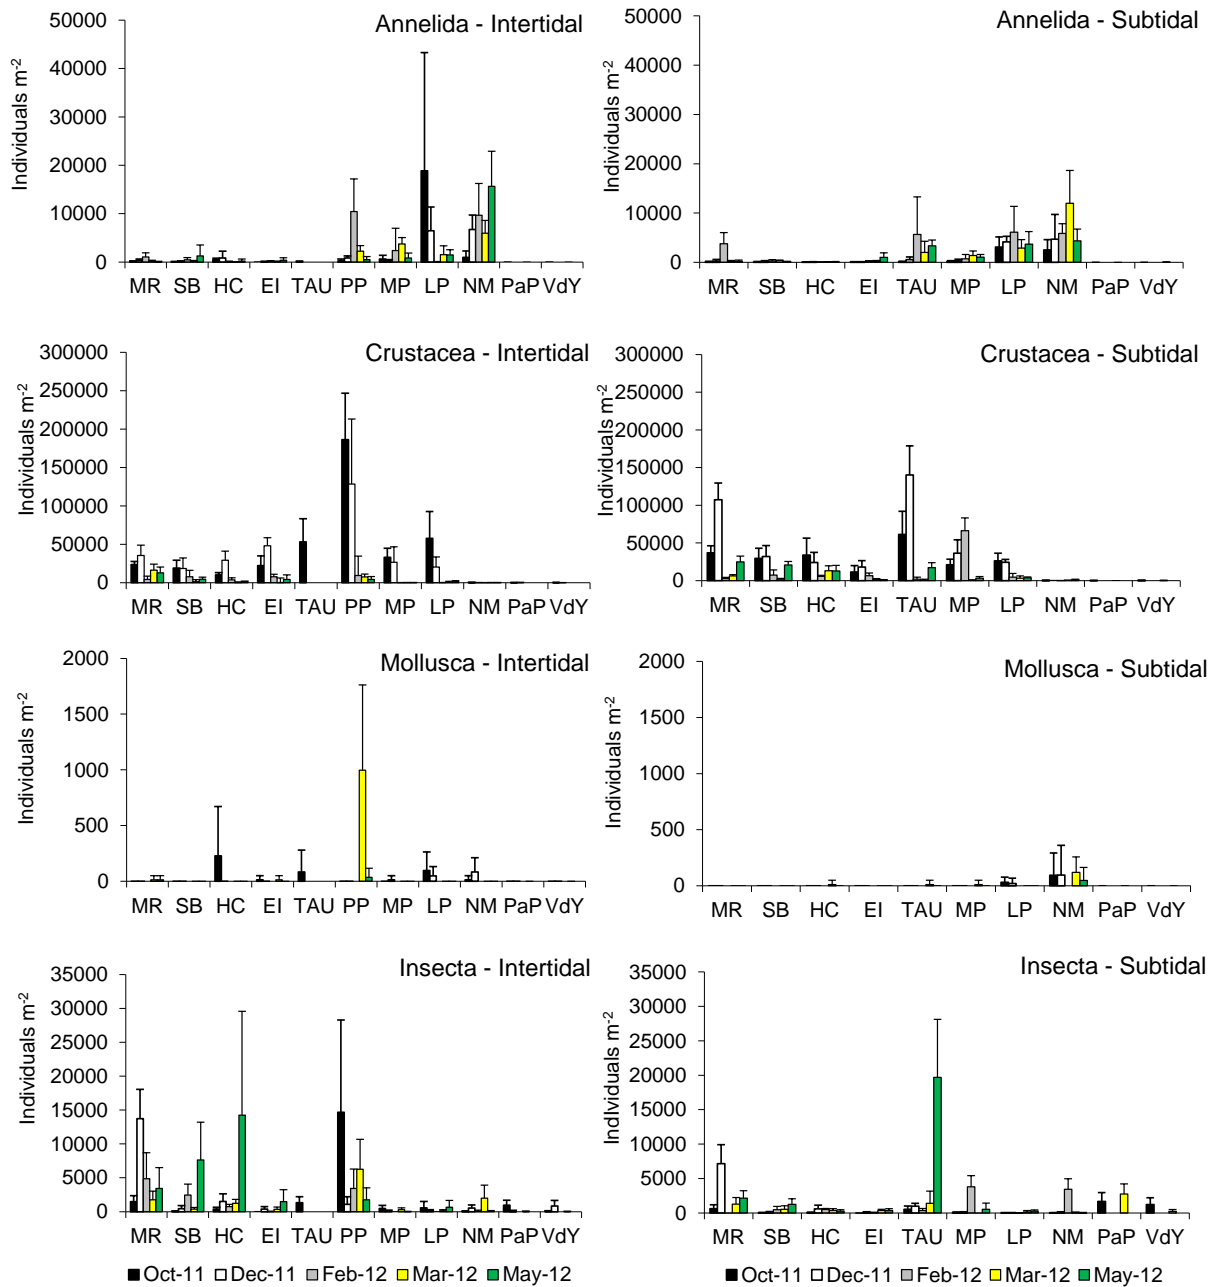 Annelida - Intertidal
Individuals m-2
50000
40000
30000
20000
10000
0
MR SB HC EI TAU PP MP LP NM PaP VdY
Annelida - Subtidal
Individuals m-2
50000
40000
30000
20000
10000
0
MR SB HC EI TAU MP LP NM PaP VdY
Crustacea - Intertidal
Individuals m-2
300000
250000
200000
150000
100000
50000
0
MR SB HC EI TAU PP MP LP NM PaP VdY
Crustacea - Subtidal
Individuals m-2
300000
250000
200000
150000
100000
50000
0
MR SB HC EI TAU MP LP NM PaP VdY
Mollusca - Intertidal
Individuals m-2
2000
1500
1000
500
0
MR SB HC EI TAU PP MP LP NM PaP VdY
Mollusca - Subtidal
Individuals m-2
2000
1500
1000
500
0
MR SB HC EI TAU MP LP NM PaP VdY
Insecta - Intertidal
Individuals m-2
35000
30000
25000
20000
15000
10000
5000
0
MR SB HC EI TAU PP MP LP NM PaP VdY
Oct-11 Dec-11 Feb-12 Mar-12 May-12
Insecta - Subtidal
IndIviduals m-2
35000
30000
25000
20000
15000
10000
5000
0
MR SB HC EI TAU MP LP NM PaP VdY
Oct-11 Dec-11 Feb-12 Mar-12 May-12